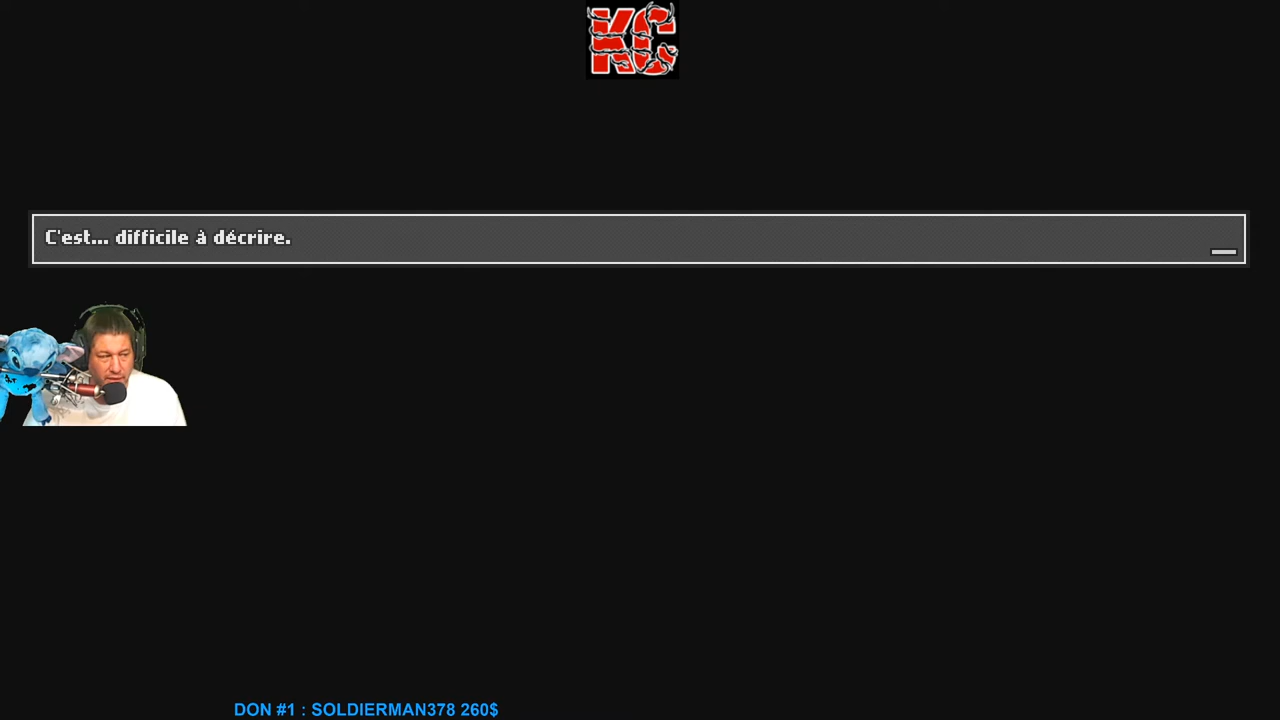 KC
C'est... difficile à décrire.
DON #1 : SOLDIERMAN378 260$